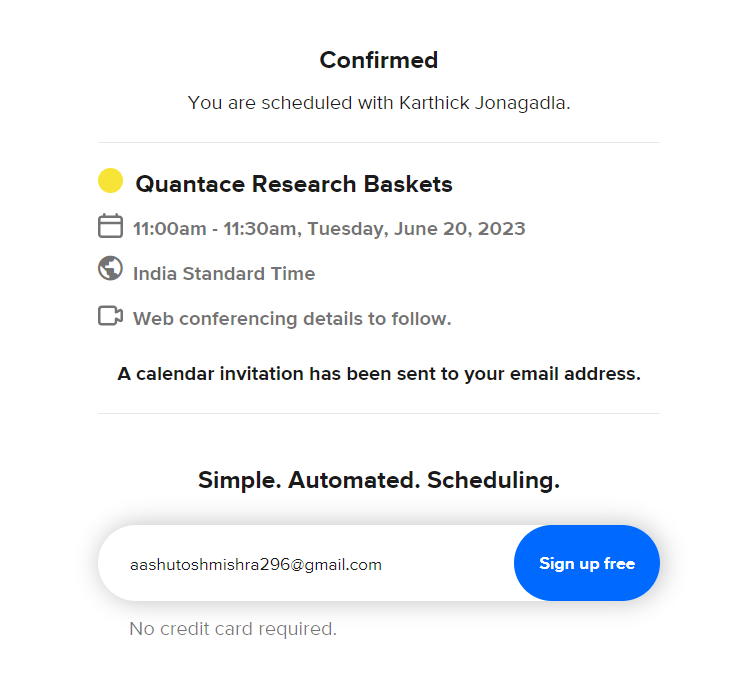 Confirmed
You are scheduled with Karthick Jonagadla.
Quantace Research Baskets
11:00am - 11:30am, Tuesday, June 20, 2023
India Standard Time
Web conferencing details to follow.
A calendar invitation has been sent to your email address.
Simple. Automated. Scheduling.
aashutoshmishra296@gmail.com
Sign up free
No credit card required.